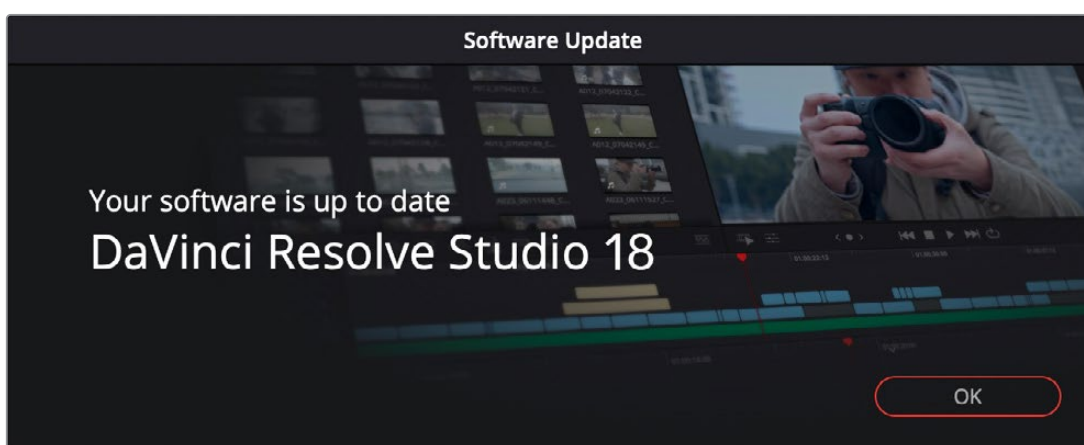 Software Update
Your software is up to date
DaVinci Resolve Studio 18
OK